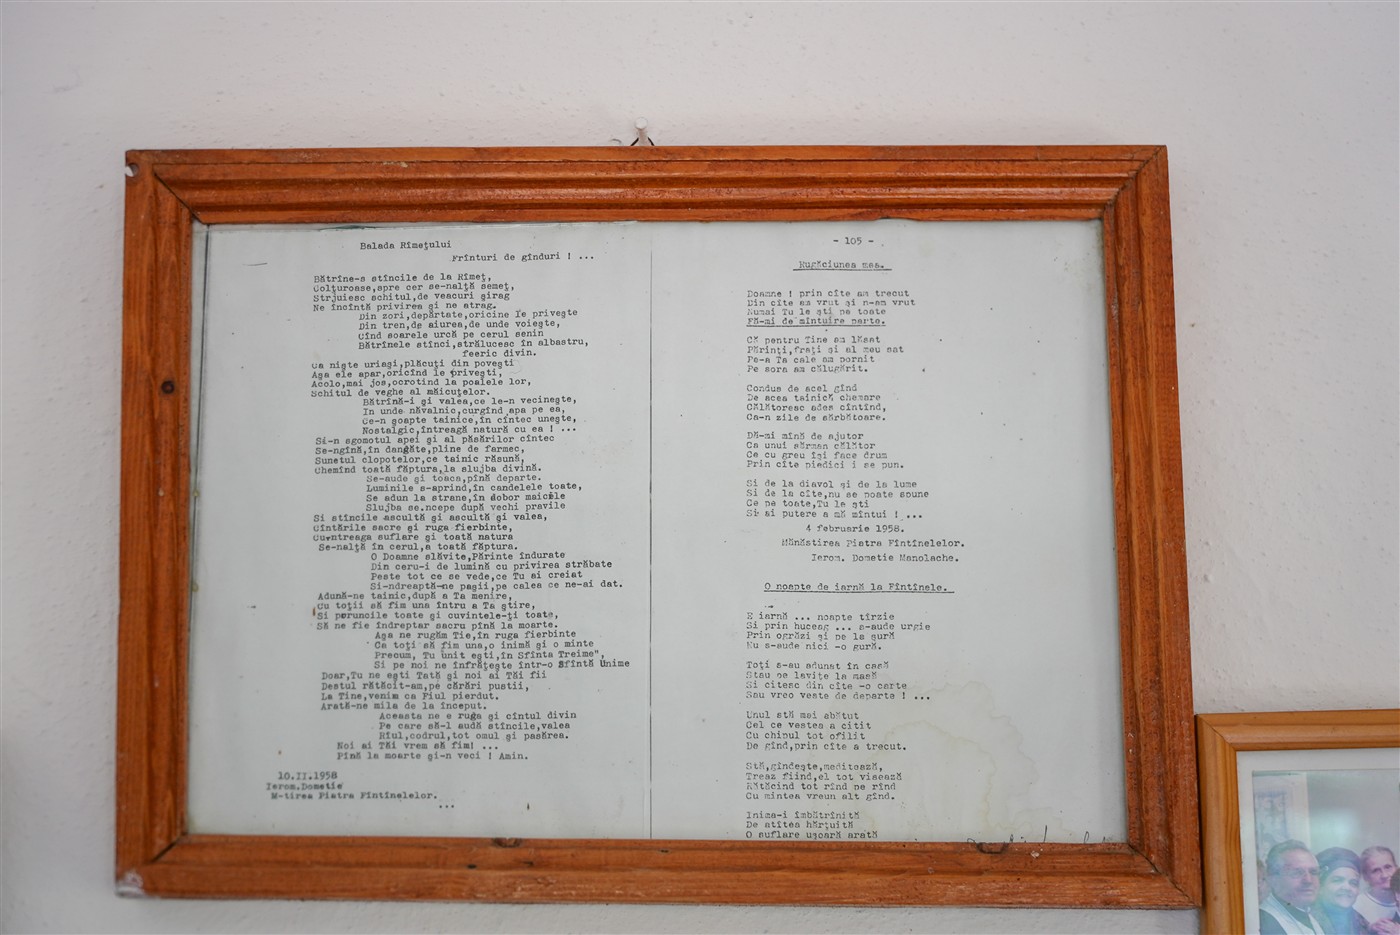 Balada Rîmeţului
Frînturi de gînduri ! ...
Bătrîne-s stîncile de la Rîmeţ,
Colţuroase,spre cer se-nalţă semeţ,
Strjuiesc schitul,de veacuri şirag
Ne încîntă privirea şi ne atrag.
Din zori,depărtate,oricine le priveşte
Din tren,de aiurea,de unde voieşte,
Cînd soarele urcă pe cerul senin
Bătrînele stînci,strălucesc în albastru,
feeric divin.
Ca nişte uriaşi,plăcuţi din poveşti
Aşa ele apar,oricînd le priveşti,
Acolo,mai jos,ocrotind la poalele lor,
Schitul de veghe al măicuţelor.
Bătrînă-i şi valea,ce le-n vecineşte,
In unde năvalnic,curgînd apa pe ea,
Ce-n şoapte tainice,în cîntec uneşte,
Nostalgic,întreagă natură cu ea ! ...
Si-n sgomotul apei şi al păsărilor cîntec
Se-ngînă,în dangăte,pline de farmec,
Sunetul clopotelor,ce tainic răsună,
Chemînd toată făptura,la slujba divină.
Se-aude şi toaca,pînă departe.
Luminile s-aprind,în candelele toate,
Se adun la strane,în sobor maicile
Slujba se.ncepe după vechi pravile
Si stîncile ascultă şi ascultă şi valea,
Cîntările sacre şi ruga fierbinte,
Cu-ntreaga suflare şi toată natura
Se-nalţă în cerul,a toată făptura.
O Doamne slăvite,Părinte îndurate
Din ceru-i de lumină cu privirea străbate
Peste tot ce se vede,ce Tu ai creiat
Si-ndreaptă-ne paşii,pe calea ce ne-ai dat.
Adună-ne tainic,după a Ta menire,
Cu toţii să fim una întru a Ta ştire,
Si poruncile toate şi cuvintele-ţi toate,
Să ne fie îndreptar sacru pînă la moarte.
Aşa ne rugăm Tie,în ruga fierbinte
Ca toţi să fim una,o inimă şi o minte
Precum, Tu unit eşti,în Sfînta Treime",
Si pe noi ne înfrăţeşte într-o Sfîntă Unime
Doar,Tu ne eşti Tată şi noi ai Tăi fii
Destul rătăcit-am,pe cărări pustii,
La Tine,venim ca Fiul pierdut.
Arată-ne mila de la început.
Aceasta ne e ruga şi cîntul divin
Pe care să-l audă stîncile,valea
Rîul,codrul,tot omul şi pasărea.
Noi ai Tăi vrem să fim! ...
Pînă la moarte şi-n veci ! Amin.
10.II.1958
Ierom.Dometie
M-tirea Piatra Fîntînelelor.
...
- 105 -
Rugăciunea mea.
Doamne ! prin cîte am trecut
Din cîte am vrut şi n-am vrut
Numai Tu le şti pe toate
Fă-mi de mîntuire parte.
Că pentru Tine am lăsat
Părinţi,fraţi şi al meu sat
Pe-a Ta cale am pornit
Pe sora am călugărit.
Condus de acel gînd
De acea tainică chemare
Călătoresc ades cîntînd,
Ca-n zile de sărbătoare.
Dă-mi mînă de ajutor
Ca unui sărman călător
Ce cu greu îşi face drum
Prin cîte piedici i se pun.
Si de la diavol şi de la lume
Si de la cîte,nu se poate spune
Ce pe toate,Tu le şti
Si ai putere a mă mîntui ! ...
4 februarie 1958.
Mănăstirea Piatra Fîntînelelor.
Ierom. Dometie Manolache.
O noapte de iarnă la Fîntînele.
E iarnă ... noapte tîrzie
Si prin huceag ... s-aude urgie
Prin ogrăzi şi pe la şură
Nu s-aude nici -o gură.
Toţi s-au adunat în casă
Stau pe laviţe la masă
Si citesc din cîte -o carte
Sau vreo veste de departe ! ...
Unul stă mai abătut
Cel ce vestea a citit
Cu chipul tot ofilit
De gînd,prin cîte a trecut.
Stă,gîndeşte,meditează,
Treaz fiind,el tot visează
Rătăcind tot rînd pe rînd
Cu mintea vreun alt gînd.
Inima-i îmbătrînită
De atîtea hărţuită
O suflare uşoară arată